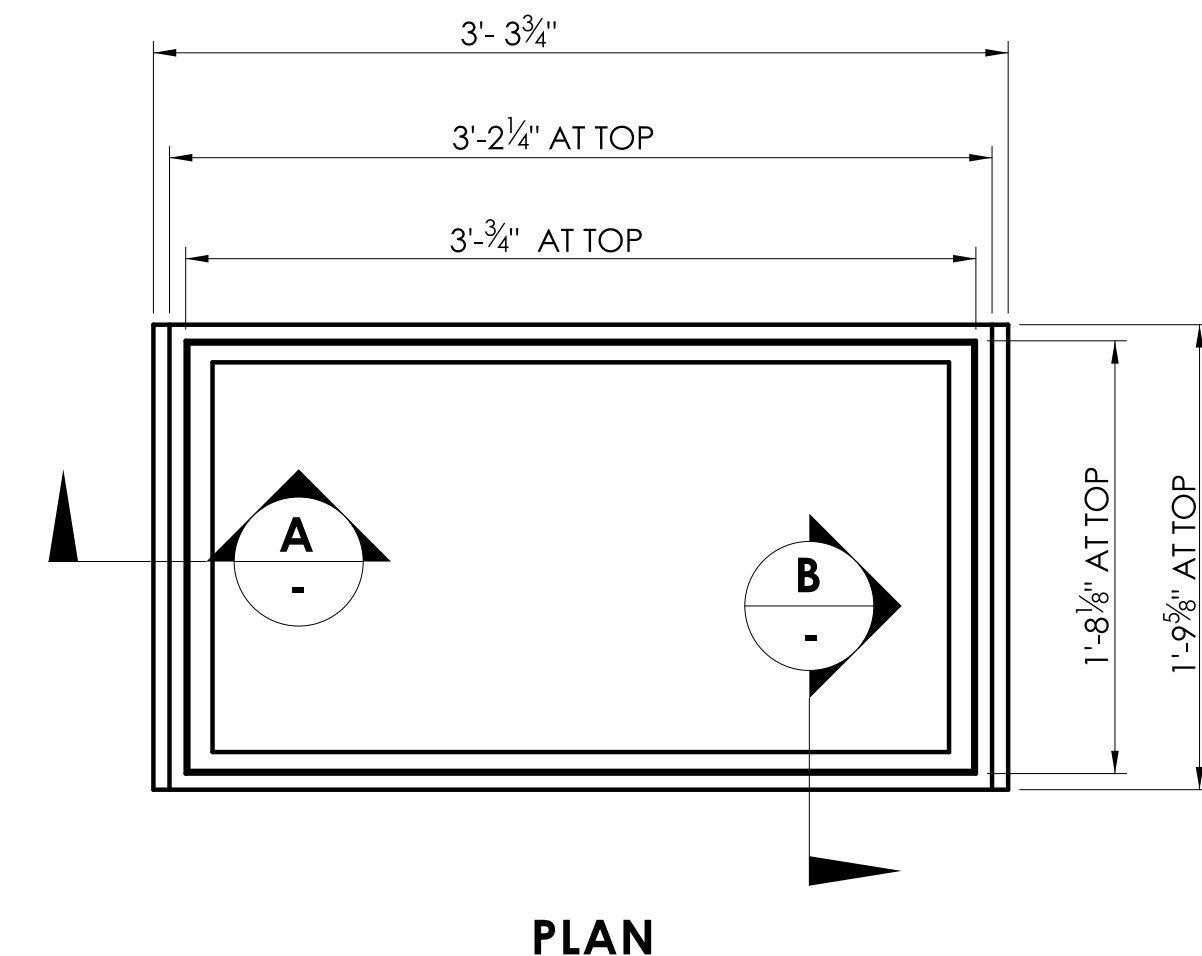 3'- 3¾"
3'-2¼" AT TOP
3'-¾" AT TOP
A
-
B
-
1'-8⅛" AT TOP
1'-9⅝" AT TOP
PLAN